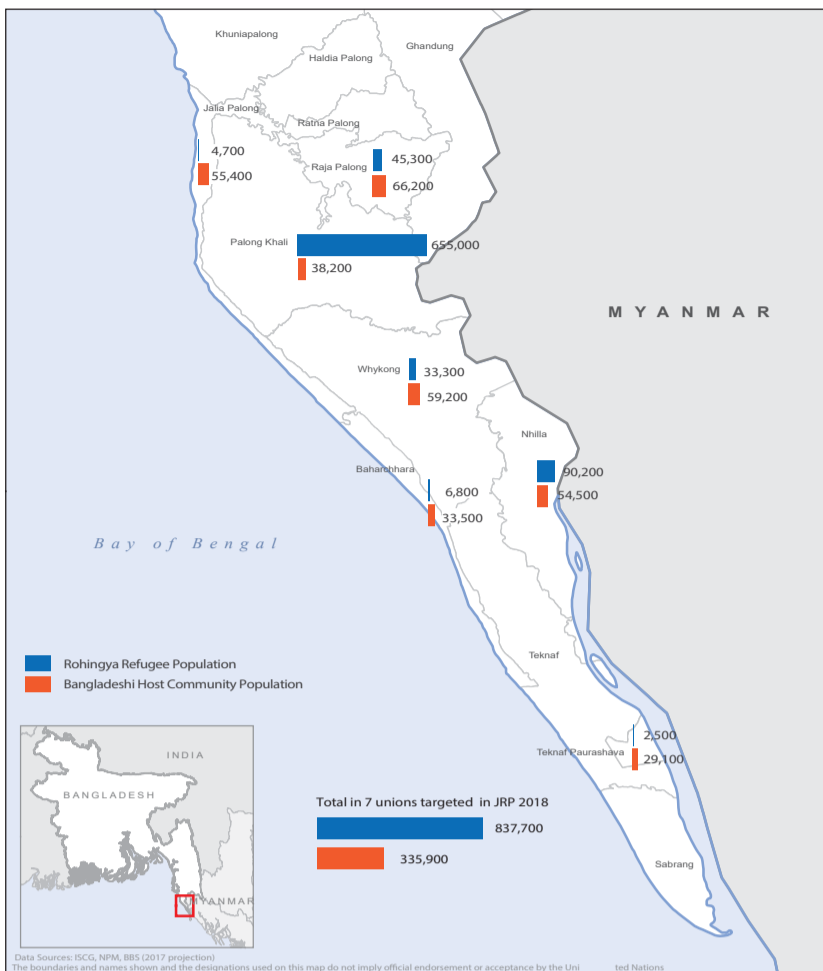 Khuniapalong
Ghandung
Haldia Palong
Jalia Palong
Ratna Palong
4,700
55,400
Raja Palong
45,300
66,200
Palong Khali
655,000
38,200
MYANMAR
Whykong
33,300
59,200
Nhilla
90,200
54,500
Baharchhara
6,800
33,500
Bay of Bengal
Teknaf
Rohingya Refugee Population
Bangladeshi Host Community Population
2,500
Teknaf Paurashava
29,100
INDIA
BANGLADESH
MYANMAR
Total in 7 unions targeted in JRP 2018
837,700
335,900
Sabrang
Data Sources: ISCG, NPM, BBS (2017 projection)
The boundaries and names shown and the designations used on this map do not imply official endorsement or acceptance by the Uni ted Nations